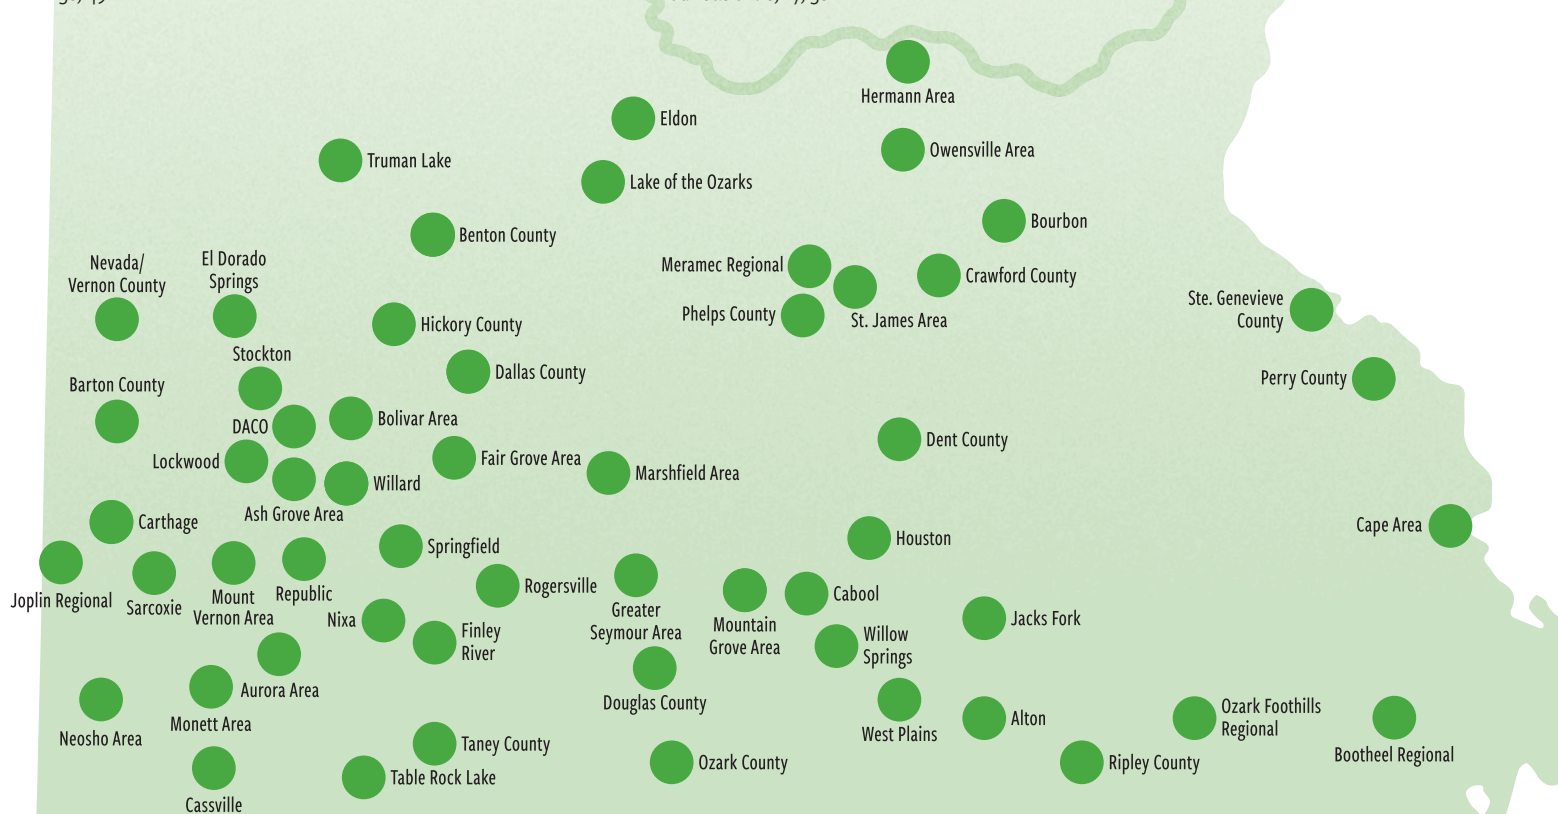 Hermann Area
Eldon
Owensville Area
Truman Lake
Lake of the Ozarks
Bourbon
Benton County
Nevada/
Vernon County
El Dorado
Springs
Meramec Regional
Crawford County
Ste. Genevieve
County
Phelps County
St. James Area
Hickory County
Stockton
Dallas County
Perry County
Barton County
Bolivar Area
DACO
Dent County
Lockwood
Fair Grove Area
Marshfield Area
Willard
Ash Grove Area
Carthage
Cape Area
Houston
Springfield
Joplin Regional
Sarcoxie
Mount
Vernon Area
Republic
Rogersville
Greater
Seymour Area
Mountain
Grove Area
Cabool
Jacks Fork
Nixa
Finley
River
Willow
Springs
Aurora Area
Monett Area
Neosho Area
Douglas County
West Plains
Alton
Ozark Foothills
Regional
Bootheel Regional
Taney County
Ozark County
Ripley County
Table Rock Lake
Cassville